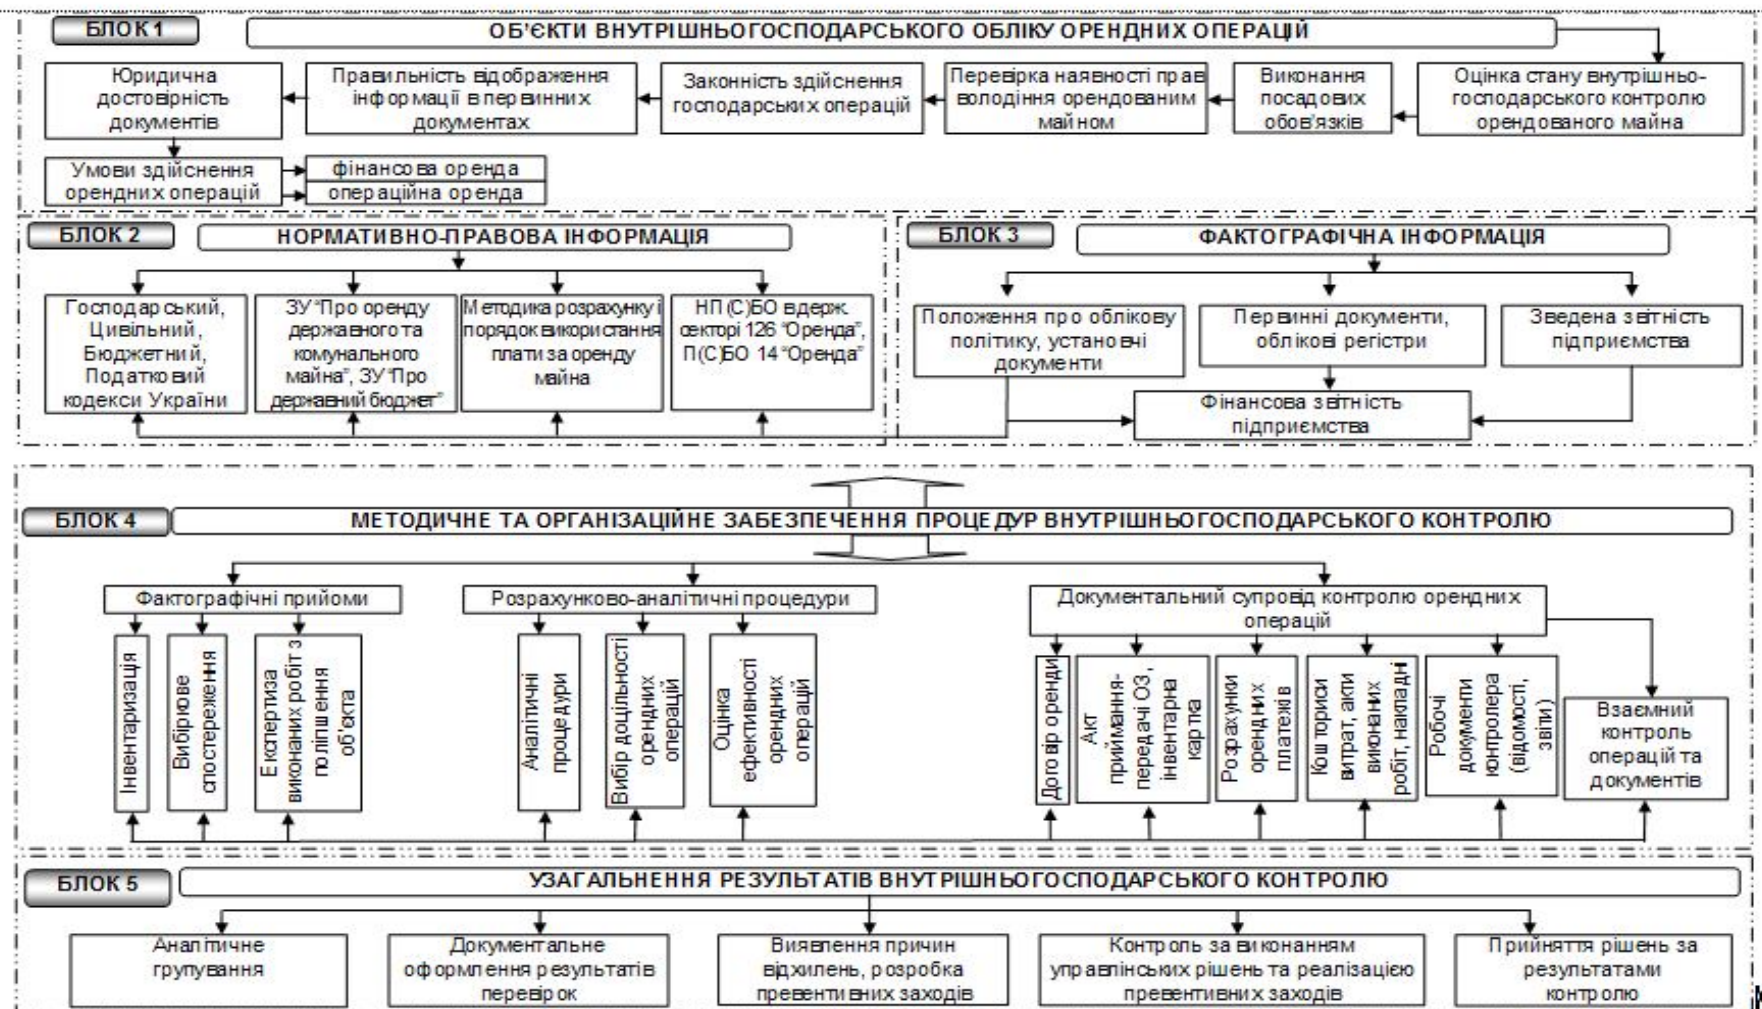 БЛОК 1
ОБ’ЄКТИ ВНУТРІШНЬОГОСПОДАРСЬКОГО ОБЛІКУ ОРЕНДНИХ ОПЕРАЦІЙ
Юридична
достовірність
документів
Правильність відображення
інформації в первинних
документах
Законність здійснення
господарських операцій
Перевірка наявності прав
володіння орендованим
майном
Виконання
посадових
обов’язків
Оцінка стану внутрішньо-
господарського контролю
орендованого майна
Умови здійснення
орендних операцій
фінансова оренда
операційна оренда
БЛОК 2
НОРМАТИВНО-ПРАВОВА ІНФОРМАЦІЯ
Господарський,
Цивільний,
Бюджетний,
Податковий
кодекси України
ЗУ “Про оренду
державного та
комунального
майна”, ЗУ “Про
державний бюджет”
Методика розрахунку і
порядок використання
плати за оренду
майна
НП(С)БО в держ.
секторі 126 “Оренда”,
П(С)БО 14 “Оренда”
БЛОК 3
ФАКТОГРАФІЧНА ІНФОРМАЦІЯ
Положення про облікову
політику, установчі
документи
Первинні документи,
облікові регістри
Зведена звітність
підприємства
Фінансова звітність
підприємства
БЛОК 4
МЕТОДИЧНЕ ТА ОРГАНІЗАЦІЙНЕ ЗАБЕЗПЕЧЕННЯ ПРОЦЕДУР ВНУТРІШНЬОГОСПОДАРСЬКОГО КОНТРОЛЮ
Фактографічні прийоми
Інвентаризація
Вибіркове
спостереження
Експертиза
виконаних робіт з
поліпшення
об’єкта
Розрахунково-аналітичні процедури
Аналітичні
процедури
Вибір доцільності
орендних
операцій
Оцінка
ефективності
орендних
операцій
Документальний супровід контролю орендних
операцій
Договір оренди
Акт
приймання-
передачі ОЗ,
інвентарна
картка
Розрахунки
орендних
платежів
Кошториси
витрат, акти
виконаних
робіт, накладні
Робочі
документи
контролера
(відомості,
звіти)
Взаємний
контроль
операцій та
документів
БЛОК 5
УЗАГАЛЬНЕННЯ РЕЗУЛЬТАТІВ ВНУТРІШНЬОГОСПОДАРСЬКОГО КОНТРОЛЮ
Аналітичне
групування
Документальне
оформлення результатів
перевірок
Виявлення причин
відхилень, розробка
превентивних заходів
Контроль за виконанням
управлінських рішень та реалізацією
превентивних заходів
Прийняття рішень за
результатами
контролю